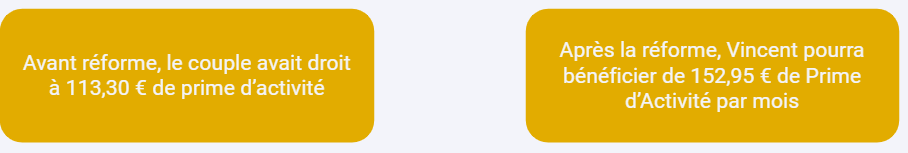 Avant réforme, le couple avait droit
à 113,30 € de prime d’activité
Après la réforme, Vincent pourra
bénéficier de 152,95 € de Prime
d’Activité par mois